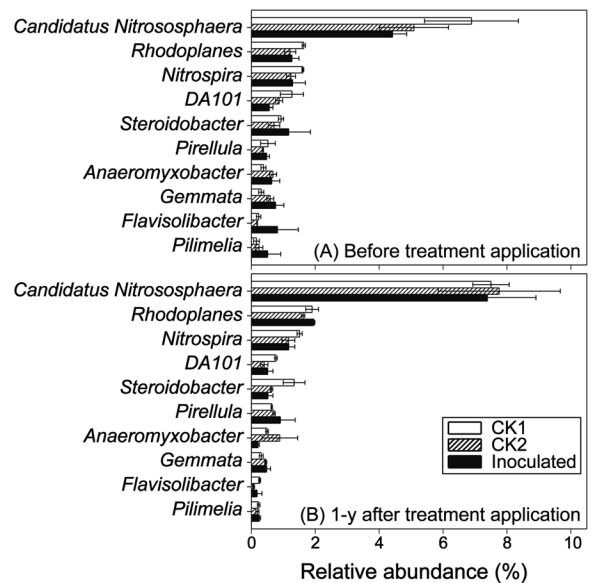 Candidatus Nitrososphaera
Rhodoplanes
Nitrospira
DA101
Steroidobacter
Pirellula
Anaeromyxobacter
Gemmata
Flavisolibacter
Pilimelia
(A) Before treatment application
Candidatus Nitrososphaera
Rhodoplanes
Nitrospira
DA101
Steroidobacter
Pirellula
Anaeromyxobacter
Gemmata
Flavisolibacter
Pilimelia
CK1
CK2
Inoculated
(B) 1-y after treatment application
0 2 4 6 8 10
Relative abundance (%)